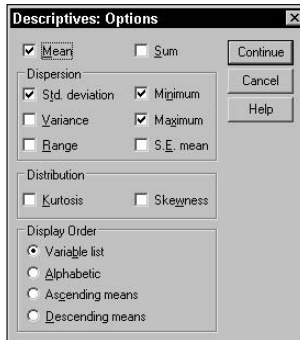 Descriptives: Options
Mean Sum Continue
Dispersion Cancel
Std. deviation Minimum
Variance Maximum Help
Range S.E. mean
Distribution
Kurtosis Skewness
Display Order
Variable list
Alphabetic
Ascending means
Descending means